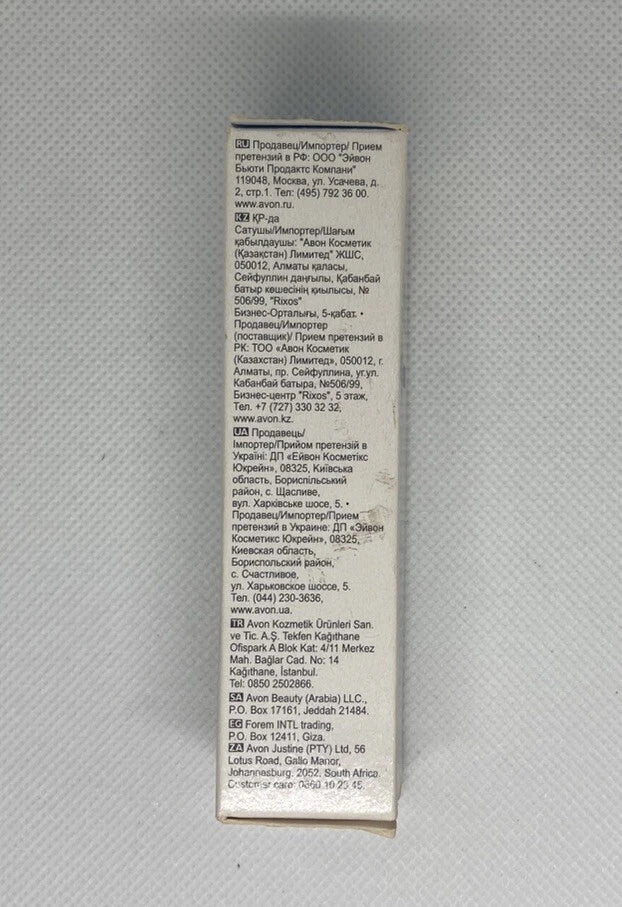 RU Продавец/Импортер/ Прием
претензий в РФ: ООО "Эйвон
Бьюти Продактс Компани"
119048, Москва, ул. Усачева, д.
2, стр.1. Тел: (495) 792 36 00.
www.avon.ru.
KZ ҚР-да
Сатушы/Импортер/Шағым
қабылдаушы: "Авон Косметик
(Қазақстан) Лимитед" ЖШС,
050012, Алматы қаласы,
Сейфуллин даңғылы, Қабанбай
батыр көшесінің қиылысы, №
506/99, "Rixos"
Бизнес-Орталығы, 5-қабат. •
Продавец/Импортер
(поставщик)/ Прием претензий в
РК: ТОО «Авон Косметик
(Казахстан) Лимитед», 050012, г.
Алматы, пр. Сейфуллина, уг.ул.
Кабанбай батыра, №506/99,
Бизнес-центр "Rixos", 5 этаж,
Тел. +7 (727) 330 32 32,
www.avon.kz.
UA Продавець/
Імпортер/Прийом претензій в
Україні: ДП «Ейвон Косметікс
Юкрейн», 08325, Київська
область, Бориспільський
район, с. Щасливе,
вул. Харківське шосе, 5. •
Продавец/Импортер/Прием
претензий в Украине: ДП «Эйвон
Косметикс Юкрейн», 08325,
Киевская область,
Бориспольский район,
с. Счастливое,
ул. Харьковское шоссе, 5.
Тел. (044) 230-3636,
www.avon.ua.
TR Avon Kozmetik Ürünleri San.
ve Tic. A.Ş. Tekfen Kağıthane
Ofispark A Blok Kat: 4/11 Merkez
Mah. Bağlar Cad. No: 14
Kağıthane, İstanbul.
Tel: 0850 2502866.
SA Avon Beauty (Arabia) LLC.,
P.O. Box 17161, Jeddah 21484.
EG Forem INTL trading,
P.O. Box 12411, Giza.
ZA Avon Justine (PTY) Ltd, 56
Lotus Road, Gallo Manor,
Johannesburg, 2052, South Africa.
Customer care: 0860 10 23 45.